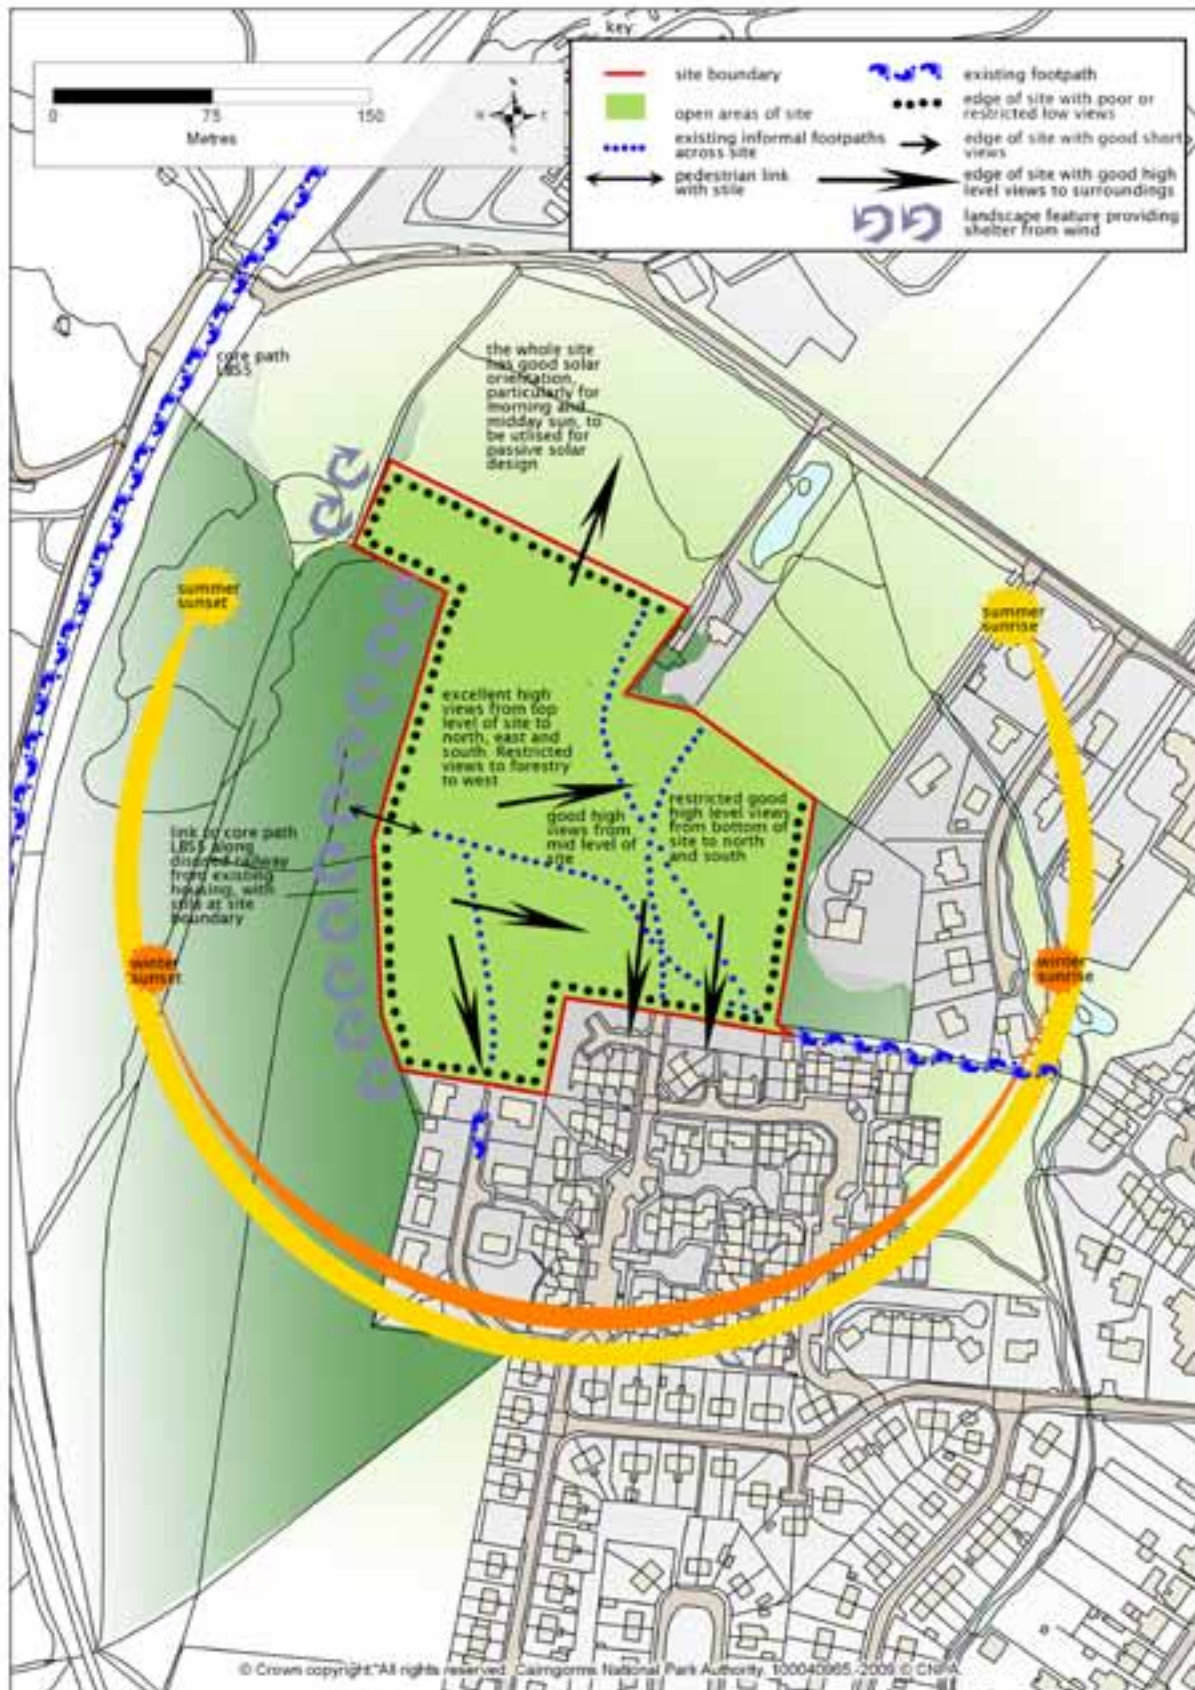 key:
site boundary
open areas of site
existing informal footpaths
across site
pedestrian link
with stile
existing footpath
edge of site with poor or
restricted low views
edge of site with good short
views
edge of site with good high
level views to surroundings
landscape feature providing
shelter from wind
0 75 150
Metres
core path
LBS5
the whole site
has good solar
orientation,
particularly for
morning and
midday sun, to
be utilised for
passive solar
design
summer
sunset
summer
sunrise
excellent high
views from top
level of site to
north, east and
south. Restricted
views to forestry
to west
good high
views from
mid level of
site
restricted good
high level views
from bottom of
site to north
and south
link to core path
LBS5 along
disused railway
from existing
housing, with
stile at site
boundary
winter
sunset
winter
sunrise
© Crown copyright. All rights reserved. Cairngorms National Park Authority. 100040965. 2009 © CNPA